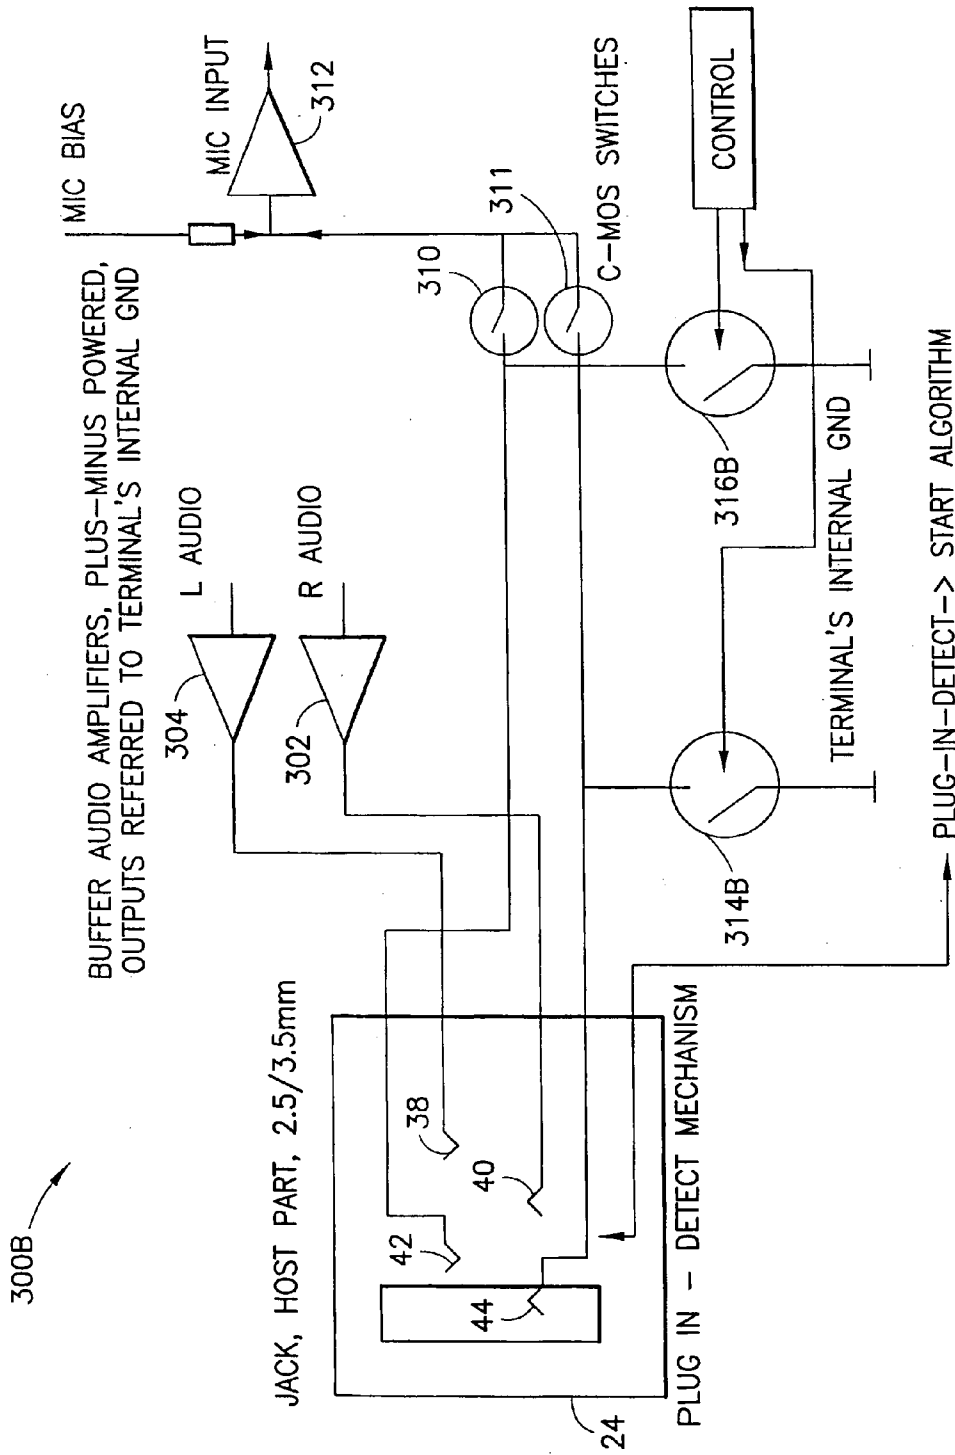 300B
BUFFER AUDIO AMPLIFIERS, PLUS-MINUS POWERED,
OUTPUTS REFERRED TO TERMINAL'S INTERNAL GND
MIC BIAS
MIC INPUT
312
L AUDIO
304
R AUDIO
302
310
311
C-MOS SWITCHES
CONTROL
JACK, HOST PART, 2.5/3.5mm
38
40
42
44
24
PLUG IN - DETECT MECHANISM
314B
316B
TERMINAL'S INTERNAL GND
PLUG-IN-DETECT-> START ALGORITHM